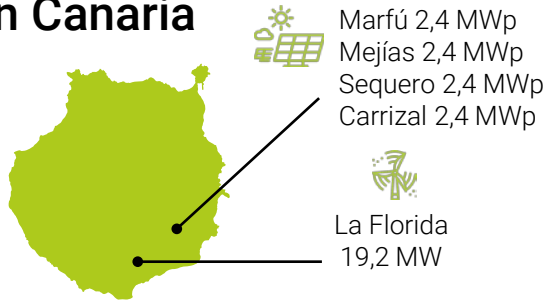 n Canaria
Marfú 2,4 MWp
Mejías 2,4 MWp
Sequero 2,4 MWp
Carrizal 2,4 MWp
La Florida
19,2 MW